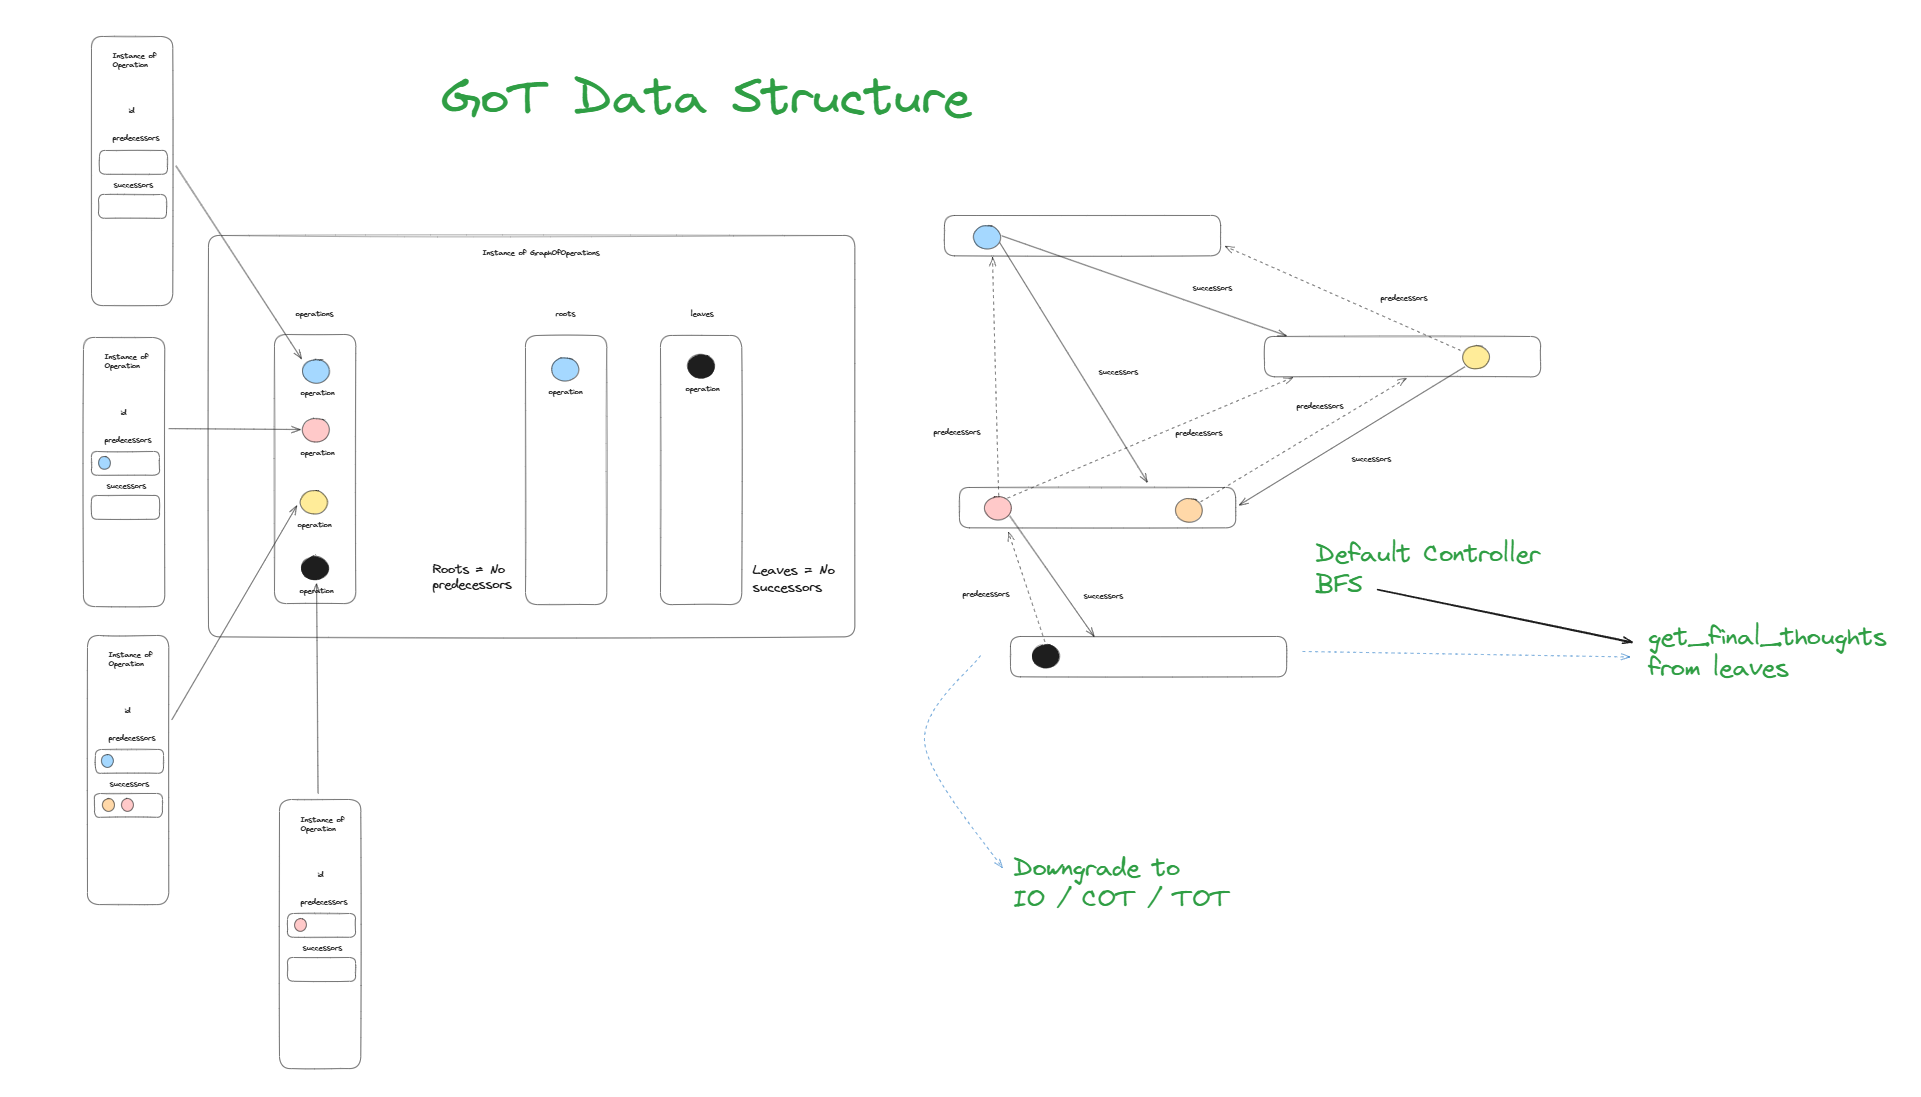 GoT Data Structure
Instance of
Operation
id
predecessors
successors
Instance of
Operation
id
predecessors
successors
Instance of
Operation
id
predecessors
successors
Instance of
Operation
id
predecessors
successors
Instance of GraphOfOperations
operations
operation
operation
operation
operation
Roots = No
predecessors
roots
operation
leaves
operation
Leaves = No
successors
successors
predecessors
successors
predecessors
predecessors
predecessors
successors
predecessors
successors
Default Controller
BFS
get_final_thoughts
from leaves
Downgrade to
IO / COT / TOT